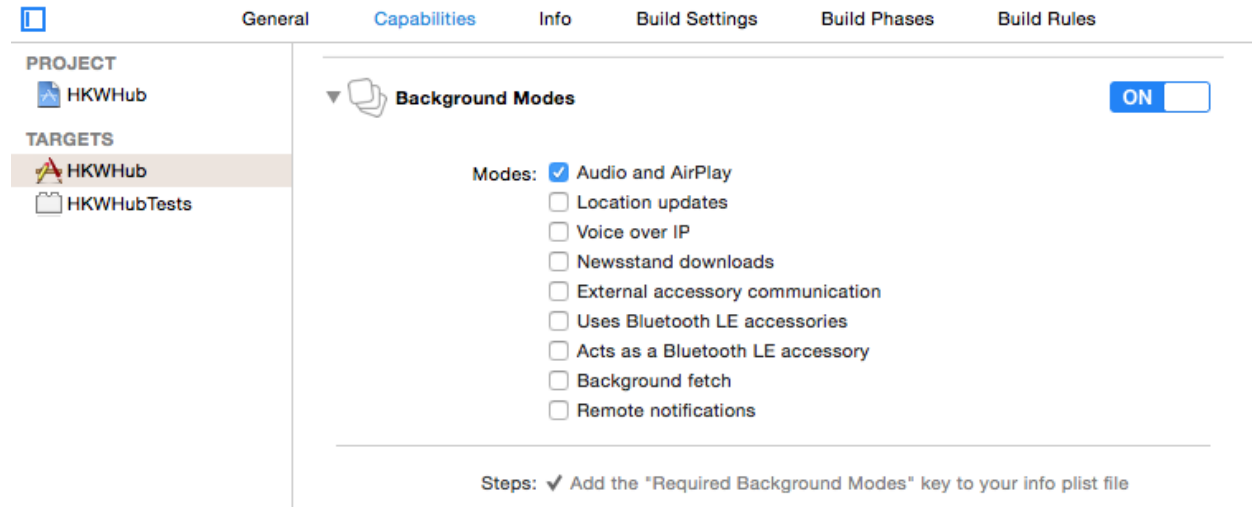 General Capabilities Info Build Settings Build Phases Build Rules
PROJECT
HKWHub
TARGETS
HKWHub
HKWHubTests
Background Modes
ON
Modes: Audio and AirPlay
Location updates
Voice over IP
Newsstand downloads
External accessory communication
Uses Bluetooth LE accessories
Acts as a Bluetooth LE accessory
Background fetch
Remote notifications
Steps: ✓ Add the "Required Background Modes" key to your info plist file